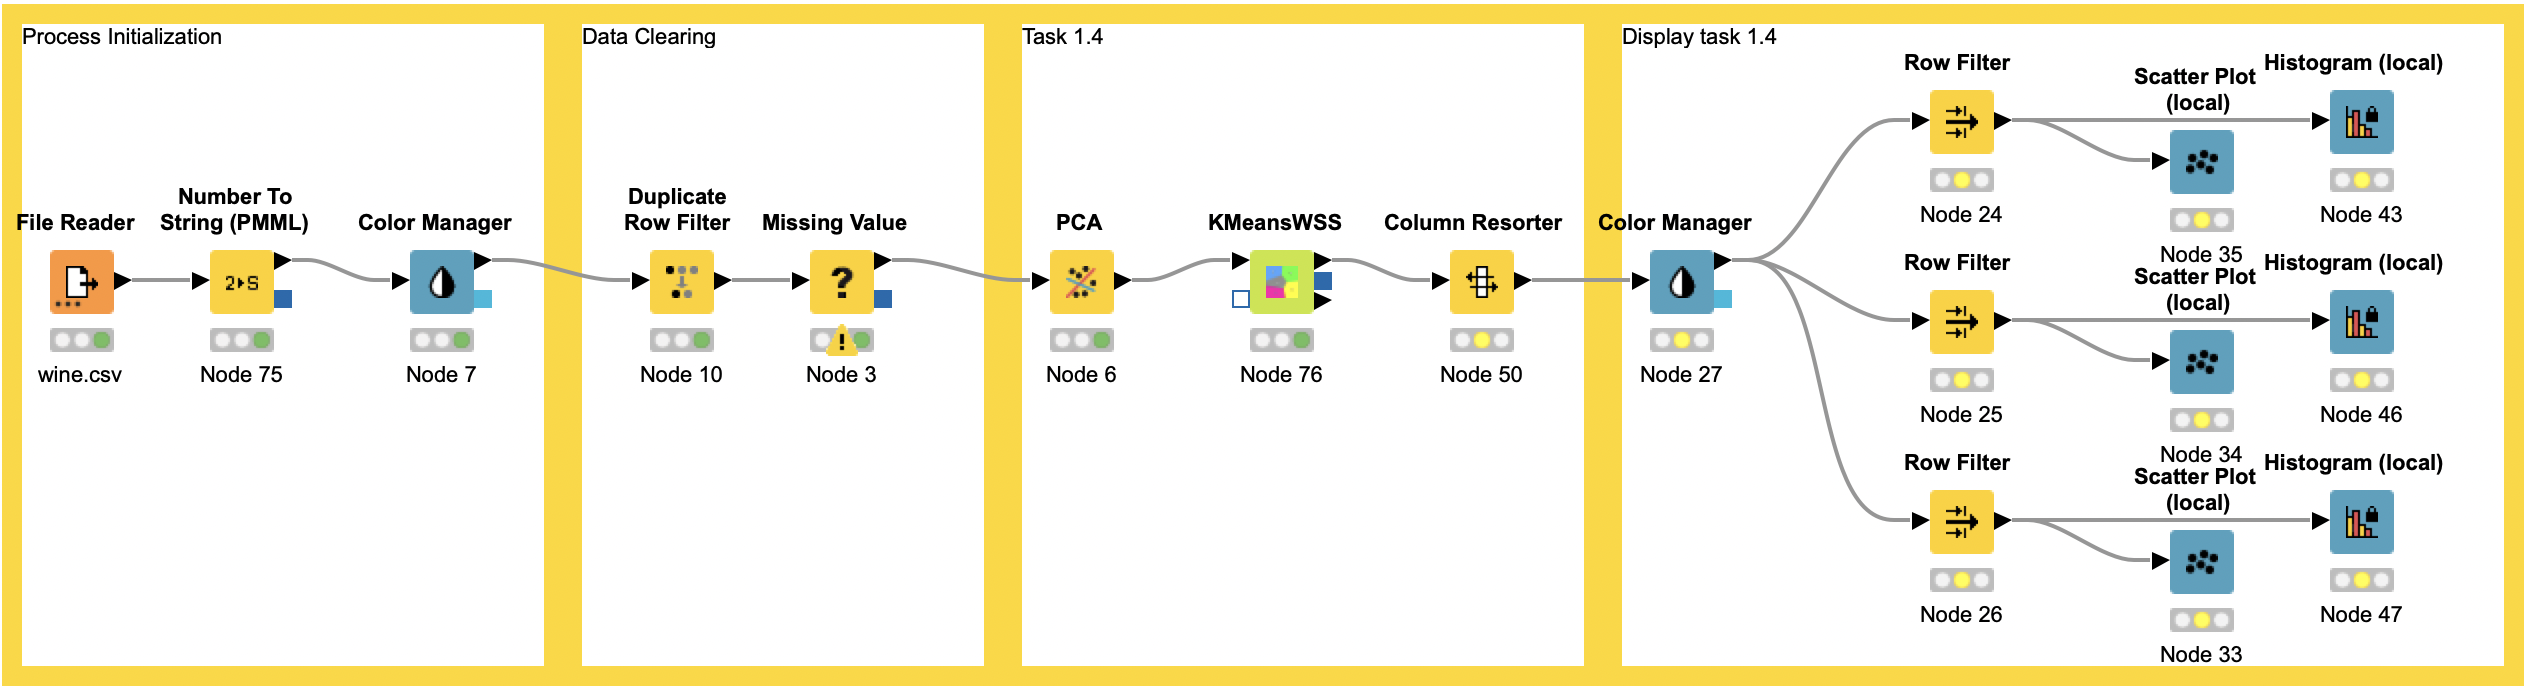 Process Initialization
File Reader
wine.csv
Number To
String (PMML)
2▸S
Node 75
Color Manager
Node 7
Data Clearing
Duplicate
Row Filter
Node 10
Missing Value
?
!
Node 3
Task 1.4
PCA
Node 6
KMeansWSS
Node 76
Column Resorter
Node 50
Display task 1.4
Color Manager
Node 27
Row Filter
Node 24
Scatter Plot
(local)
Node 35
Histogram (local)
Node 43
Row Filter
Node 25
Scatter Plot
(local)
Node 34
Histogram (local)
Node 46
Row Filter
Node 26
Scatter Plot
(local)
Node 33
Histogram (local)
Node 47